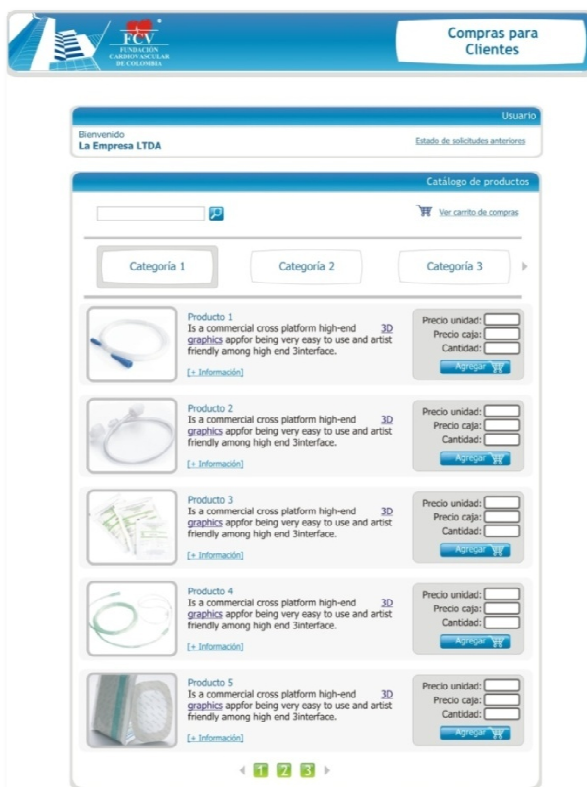 FCV
FUNDACIÓN
CARDIOVASCULAR
DE COLOMBIA
Compras para
Clientes
Usuario
Bienvenido
La Empresa LTDA
Estado de solicitudes anteriores
Catálogo de productos
Ver carrito de compras
Categoría 1
Categoría 2
Categoría 3
Producto 1
Is a commercial cross platform high-end 3D
graphics appfor being very easy to use and artist
friendly among high end 3interface.
[+ Información]
Precio unidad:
Precio caja:
Cantidad:
Agregar
Producto 2
Is a commercial cross platform high-end 3D
graphics appfor being very easy to use and artist
friendly among high end 3interface.
[+ Información]
Precio unidad:
Precio caja:
Cantidad:
Agregar
Producto 3
Is a commercial cross platform high-end 3D
graphics appfor being very easy to use and artist
friendly among high end 3interface.
[+ Información]
Precio unidad:
Precio caja:
Cantidad:
Agregar
Producto 4
Is a commercial cross platform high-end 3D
graphics appfor being very easy to use and artist
friendly among high end 3interface.
[+ Información]
Precio unidad:
Precio caja:
Cantidad:
Agregar
Producto 5
Is a commercial cross platform high-end 3D
graphics appfor being very easy to use and artist
friendly among high end 3interface.
[+ Información]
Precio unidad:
Precio caja:
Cantidad:
Agregar
1 2 3